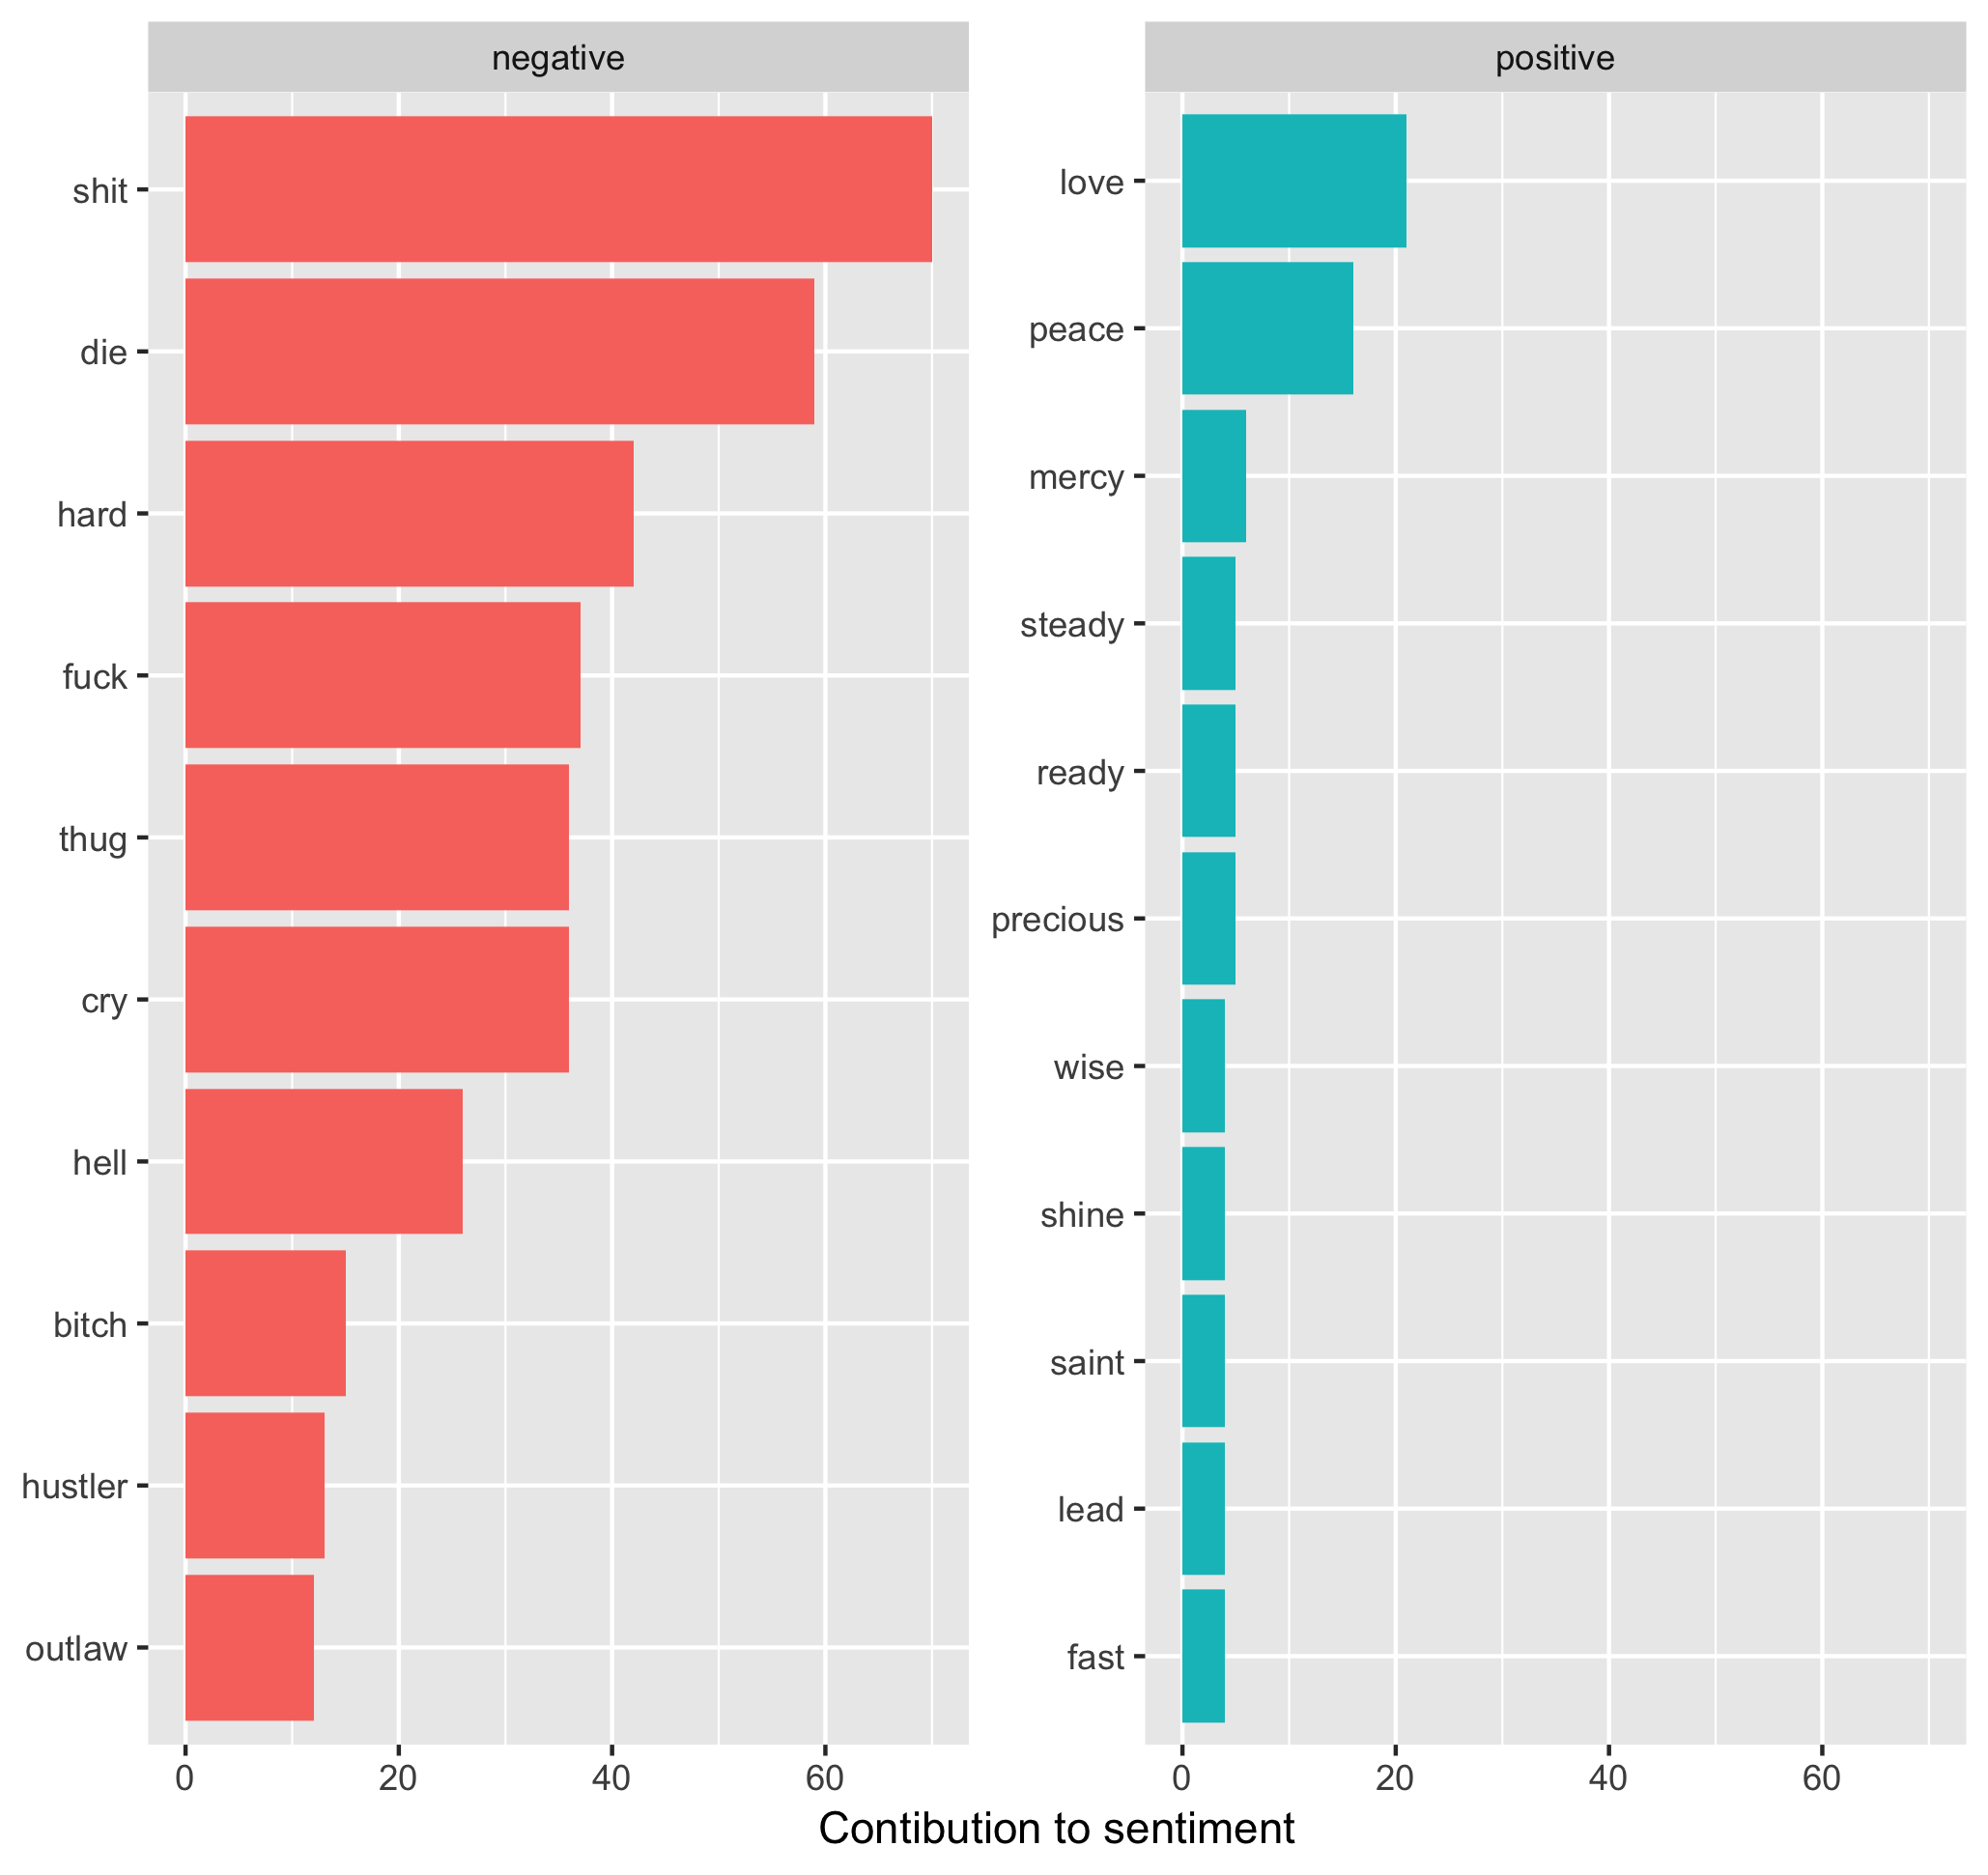 negative
shit
die
hard
fuck
thug
cry
hell
bitch
hustler
outlaw
0 20 40 60
positive
love
peace
mercy
steady
ready
precious
wise
shine
saint
lead
fast
0 20 40 60
Contibution to sentiment